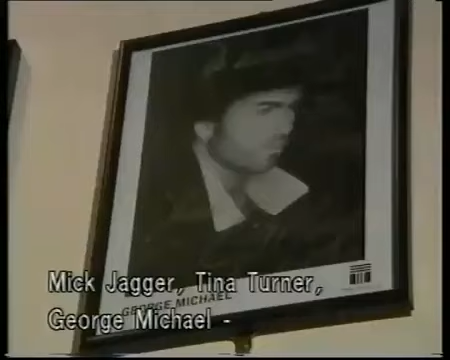 Mick Jagger, Tina Turner,
GEORGE MICHAEL
George Michael -